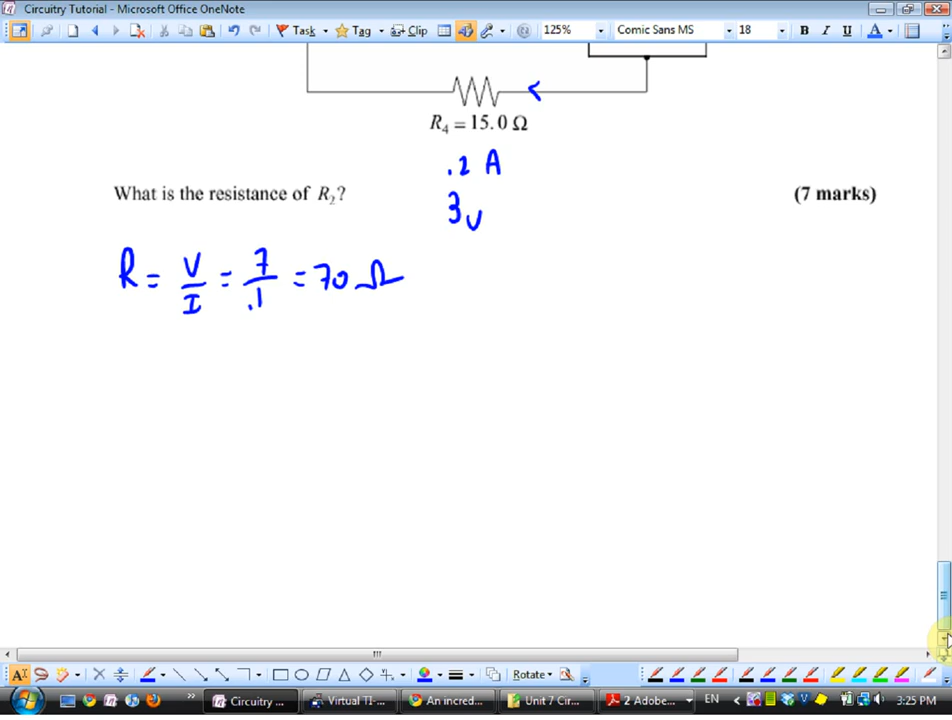 Circuitry Tutorial - Microsoft Office OneNote
Task Tag Clip 125% Comic Sans MS 18 B I U A
R4 = 15.0 Ω
.2 A
What is the resistance of R2? (7 marks)
3v
R = V/I = 7/.1 = 70 Ω
Rotate
Circuitry ... Virtual TI-... An incred... Unit 7 Cir... 2 Adobe... EN 3:25 PM